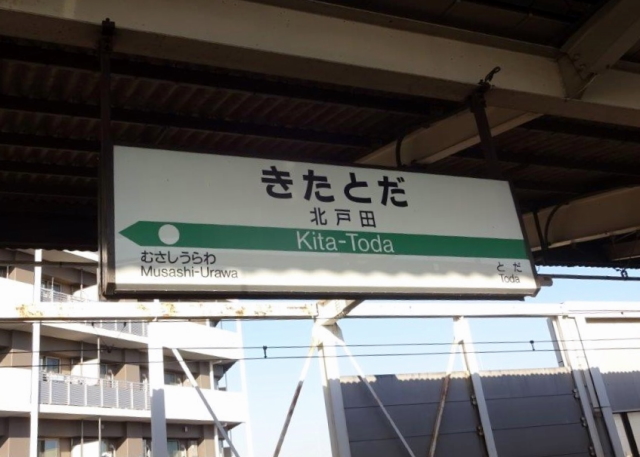 きたとだ
北戸田
Kita-Toda
むさしうらわ
Musashi-Urawa
とだ
Toda